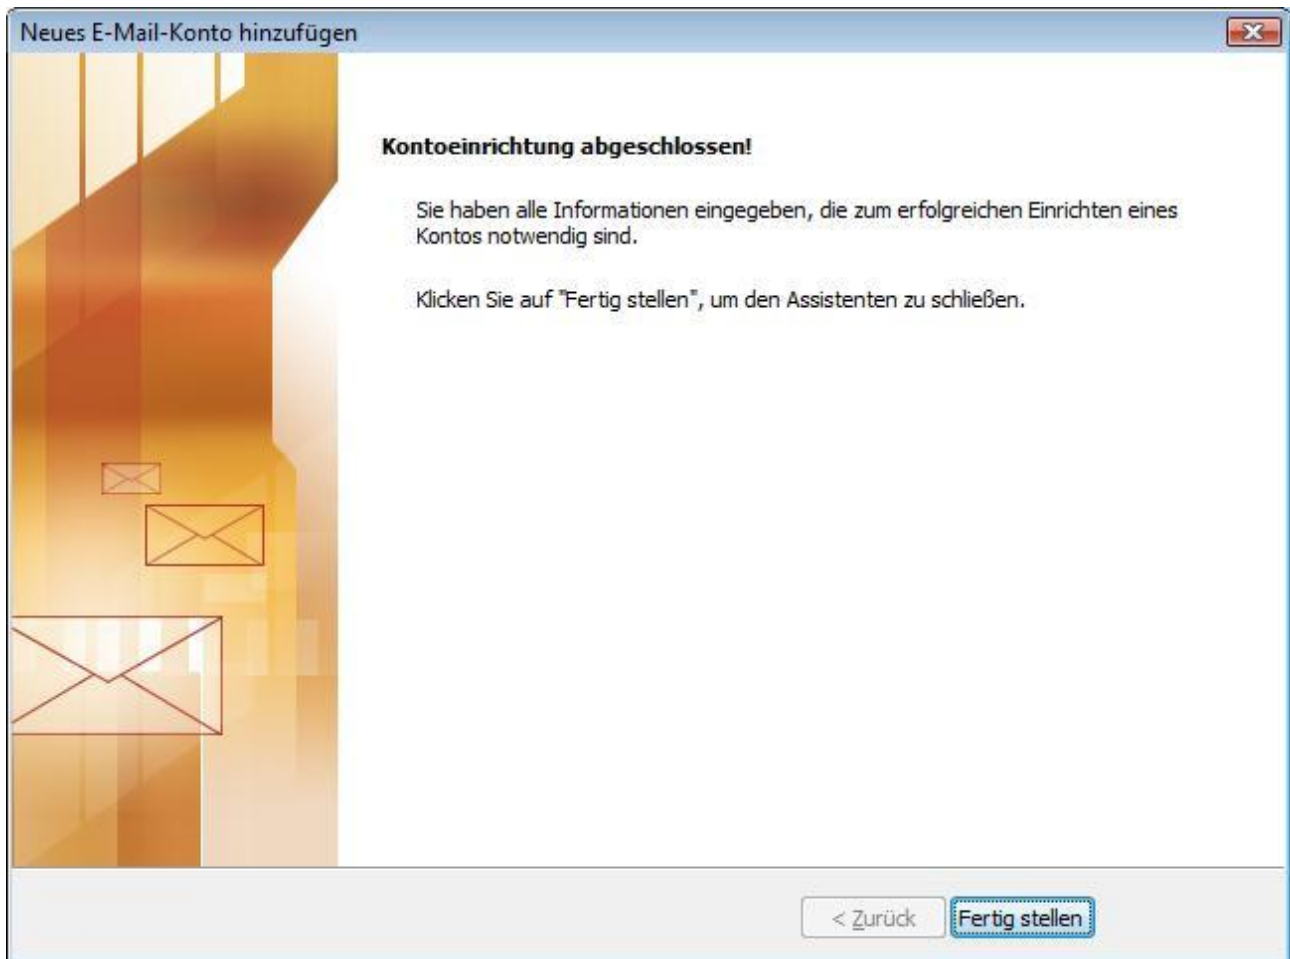 Neues E-Mail-Konto hinzufügen
Kontoeinrichtung abgeschlossen!
Sie haben alle Informationen eingegeben, die zum erfolgreichen Einrichten eines
Kontos notwendig sind.
Klicken Sie auf "Fertig stellen", um den Assistenten zu schließen.
< Zurück
Fertig stellen